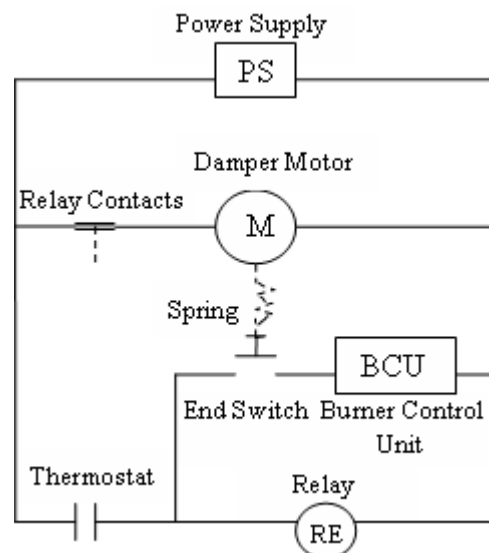 Power Supply
PS
Damper Motor
Relay Contacts
M
Spring
BCU
End Switch Burner Control
Unit
Thermostat
Relay
RE